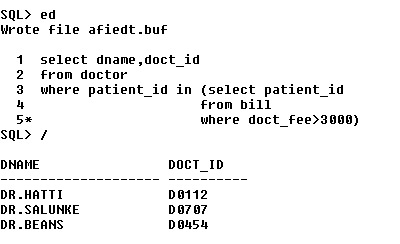 SQL> ed
Wrote file afiedt.buf
1 select dname,doct_id
2 from doctor
3 where patient_id in (select patient_id
4 from bill
5* where doct_fee>3000)
SQL> /
DNAME DOCT_ID
-------------------- ----------
DR.HATTI D0112
DR.SALUNKE D0707
DR.BEANS D0454